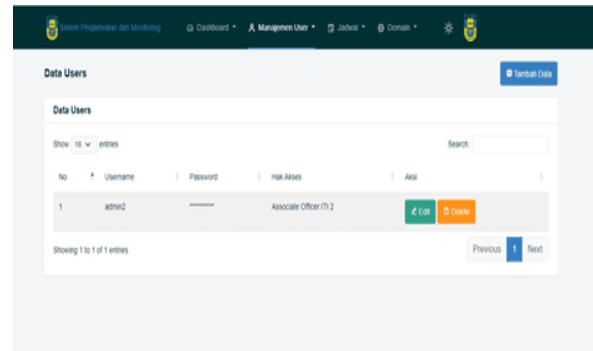 Sistem Penjadwalan dan Monitoring Dashboard Manajemen User Jadwal Domain
Data Users
Tambah Data
Data Users
Show 10 entries
Search:
No Username Password Hak Akses Aksi
1 admin2 ********* Associate Officer ITI 2 Edit Delete
Showing 1 to 1 of 1 entries
Previous 1 Next